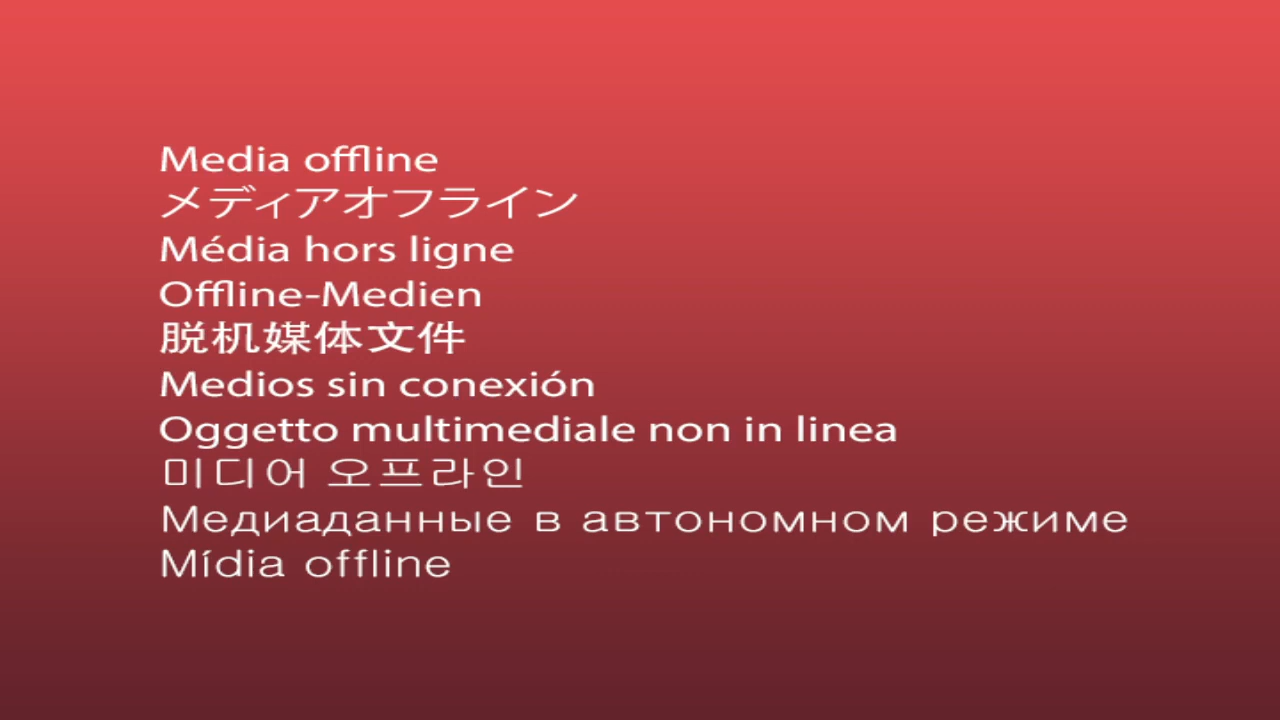 Media offline
メディアオフライン
Média hors ligne
Offline-Medien
脱机媒体文件
Medios sin conexión
Oggetto multimediale non in linea
미디어 오프라인
Медиаданные в автономном режиме
Mídia offline